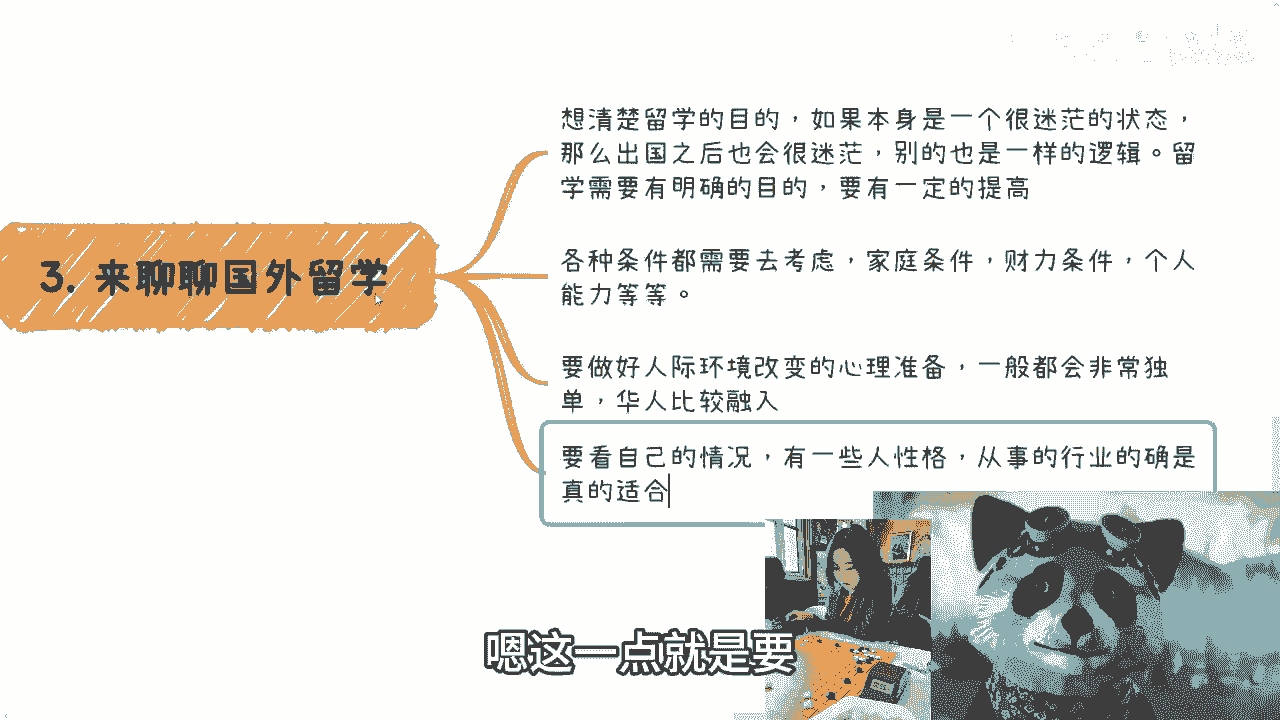 3. 来聊聊国外留学
想清楚留学的目的，如果本身是一个很迷茫的状态，
那么出国之后也会很迷茫，别的也是一样的逻辑。留
学需要有明确的目的，要有一定的提高
各种条件都需要去考虑，家庭条件，财力条件，个人
能力等等。
要做好人际环境改变的心理准备，一般都会非常独
单，华人比较融入
要看自己的情况，有一些人性格，从事的行业的确是
真的适合
嗯这一点就是要